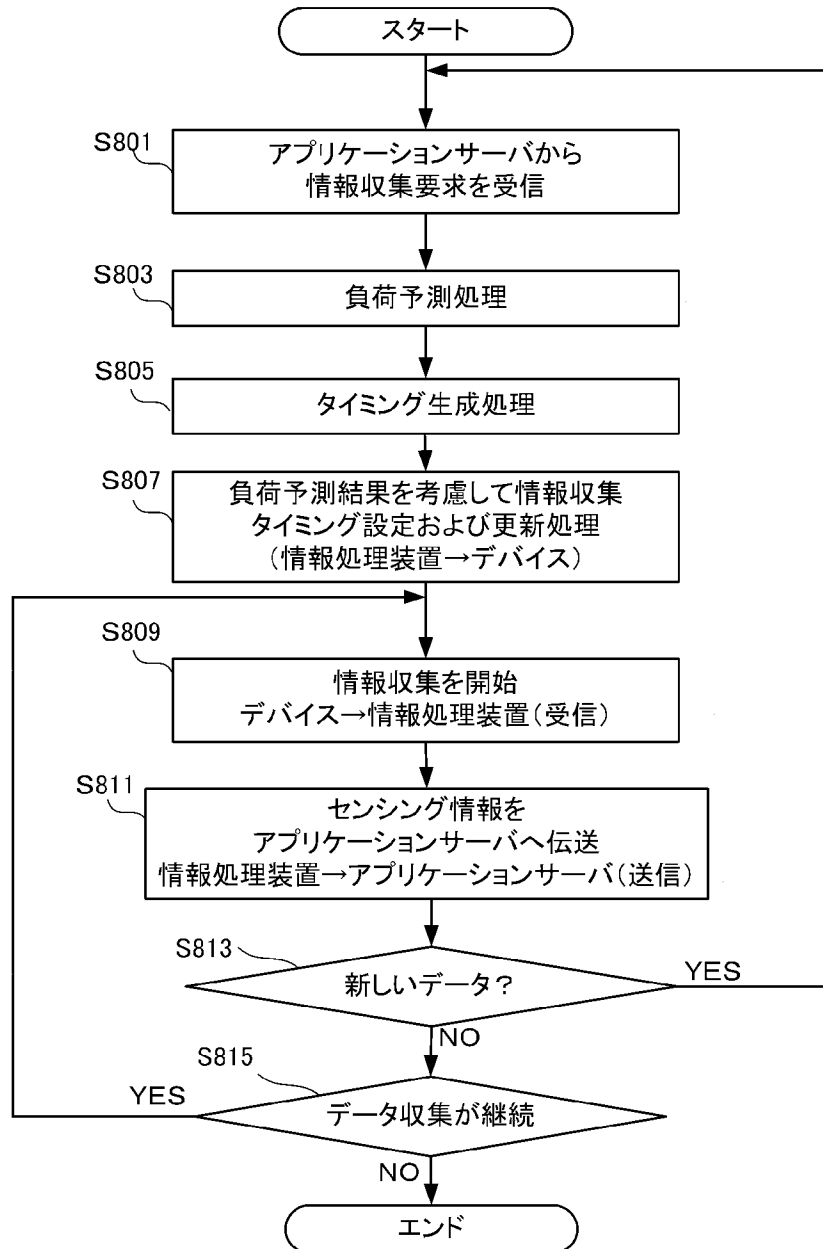 スタート
S801
アプリケーションサーバから
情報収集要求を受信
S803
負荷予測処理
S805
タイミング生成処理
S807
負荷予測結果を考慮して情報収集
タイミング設定および更新処理
(情報処理装置→デバイス)
S809
情報収集を開始
デバイス→情報処理装置(受信)
S811
センシング情報を
アプリケーションサーバへ伝送
情報処理装置→アプリケーションサーバ(送信)
S813
新しいデータ?
YES
NO
S815
YES
データ収集が継続
NO
エンド